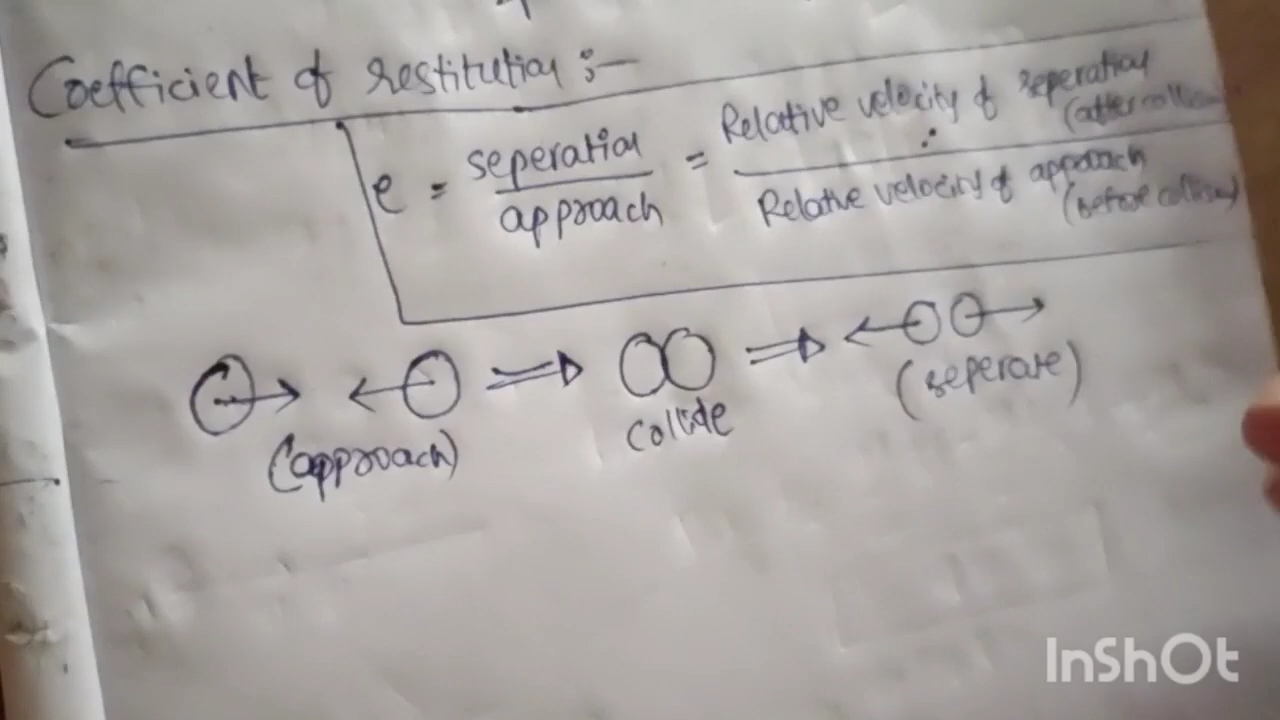 Coefficient of restitution :-
e = seperation / approach = Relative velocity of seperation (after collision) / Relative velocity of approach (before collision)
(approach)
collide
(seperate)
InShOt